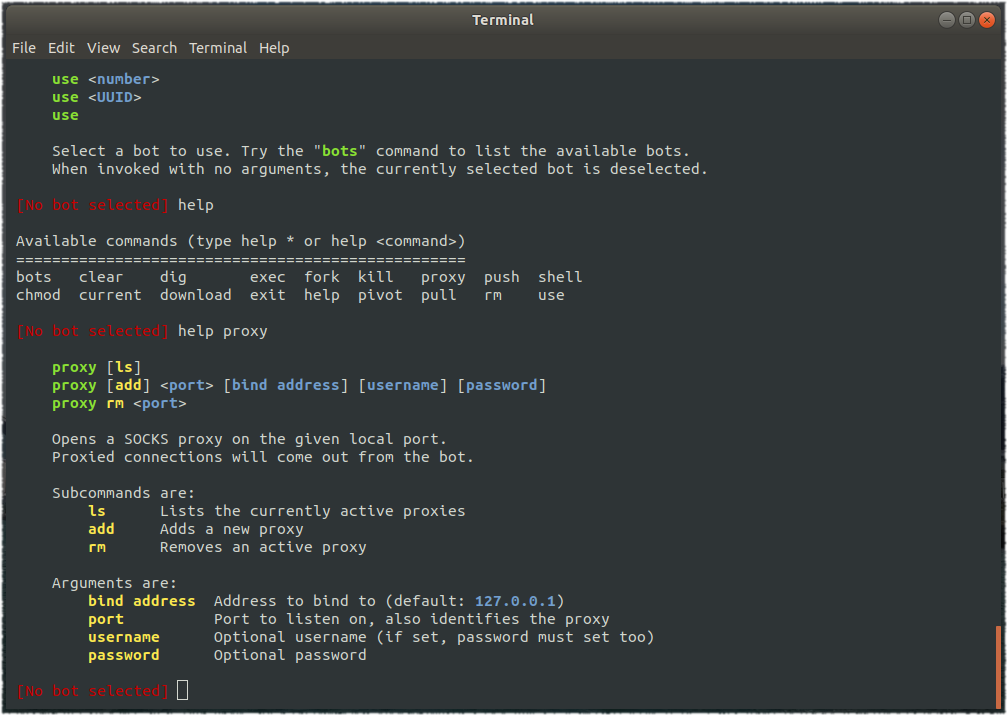 Terminal
File Edit View Search Terminal Help
use <number>
use <UUID>
use
Select a bot to use. Try the "bots" command to list the available bots.
When invoked with no arguments, the currently selected bot is deselected.
[No bot selected] help
Available commands (type help * or help <command>)
==================================================
bots clear dig exec fork kill proxy push shell
chmod current download exit help pivot pull rm use
[No bot selected] help proxy
proxy [ls]
proxy [add] <port> [bind address] [username] [password]
proxy rm <port>
Opens a SOCKS proxy on the given local port.
Proxied connections will come out from the bot.
Subcommands are:
ls Lists the currently active proxies
add Adds a new proxy
rm Removes an active proxy
Arguments are:
bind address Address to bind to (default: 127.0.0.1)
port Port to listen on, also identifies the proxy
username Optional username (if set, password must set too)
password Optional password
[No bot selected]